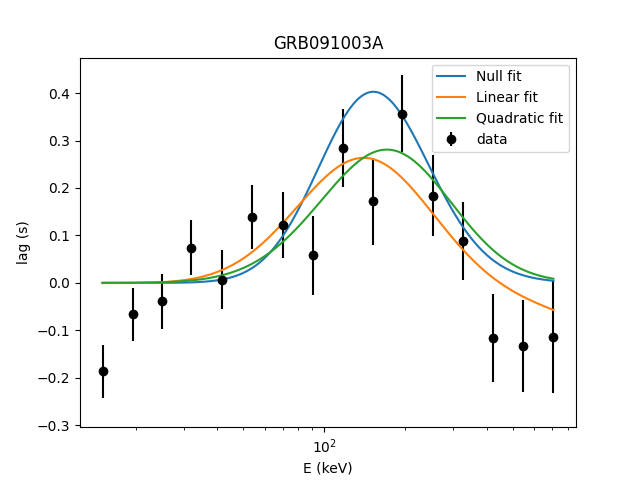 GRB091003A
Null fit
Linear fit
Quadratic fit
data
lag (s)
0.4
0.3
0.2
0.1
0.0
−0.1
−0.2
−0.3
10²
E (keV)